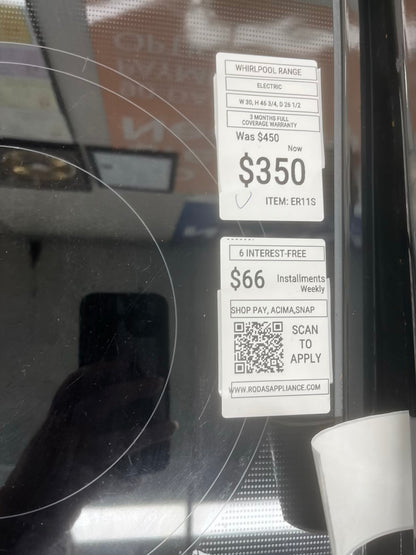 WHIRLPOOL RANGE
ELECTRIC
W 30, H 46 3/4, D 26 1/2
3 MONTHS FULL
COVERAGE WARRANTY
Was $450
Now
$350
ITEM: ER11S
6 INTEREST-FREE
$66 Installments
Weekly
SHOP PAY, ACIMA,SNAP
SCAN
TO
APPLY
WWW.RODASAPPLIANCE.COM